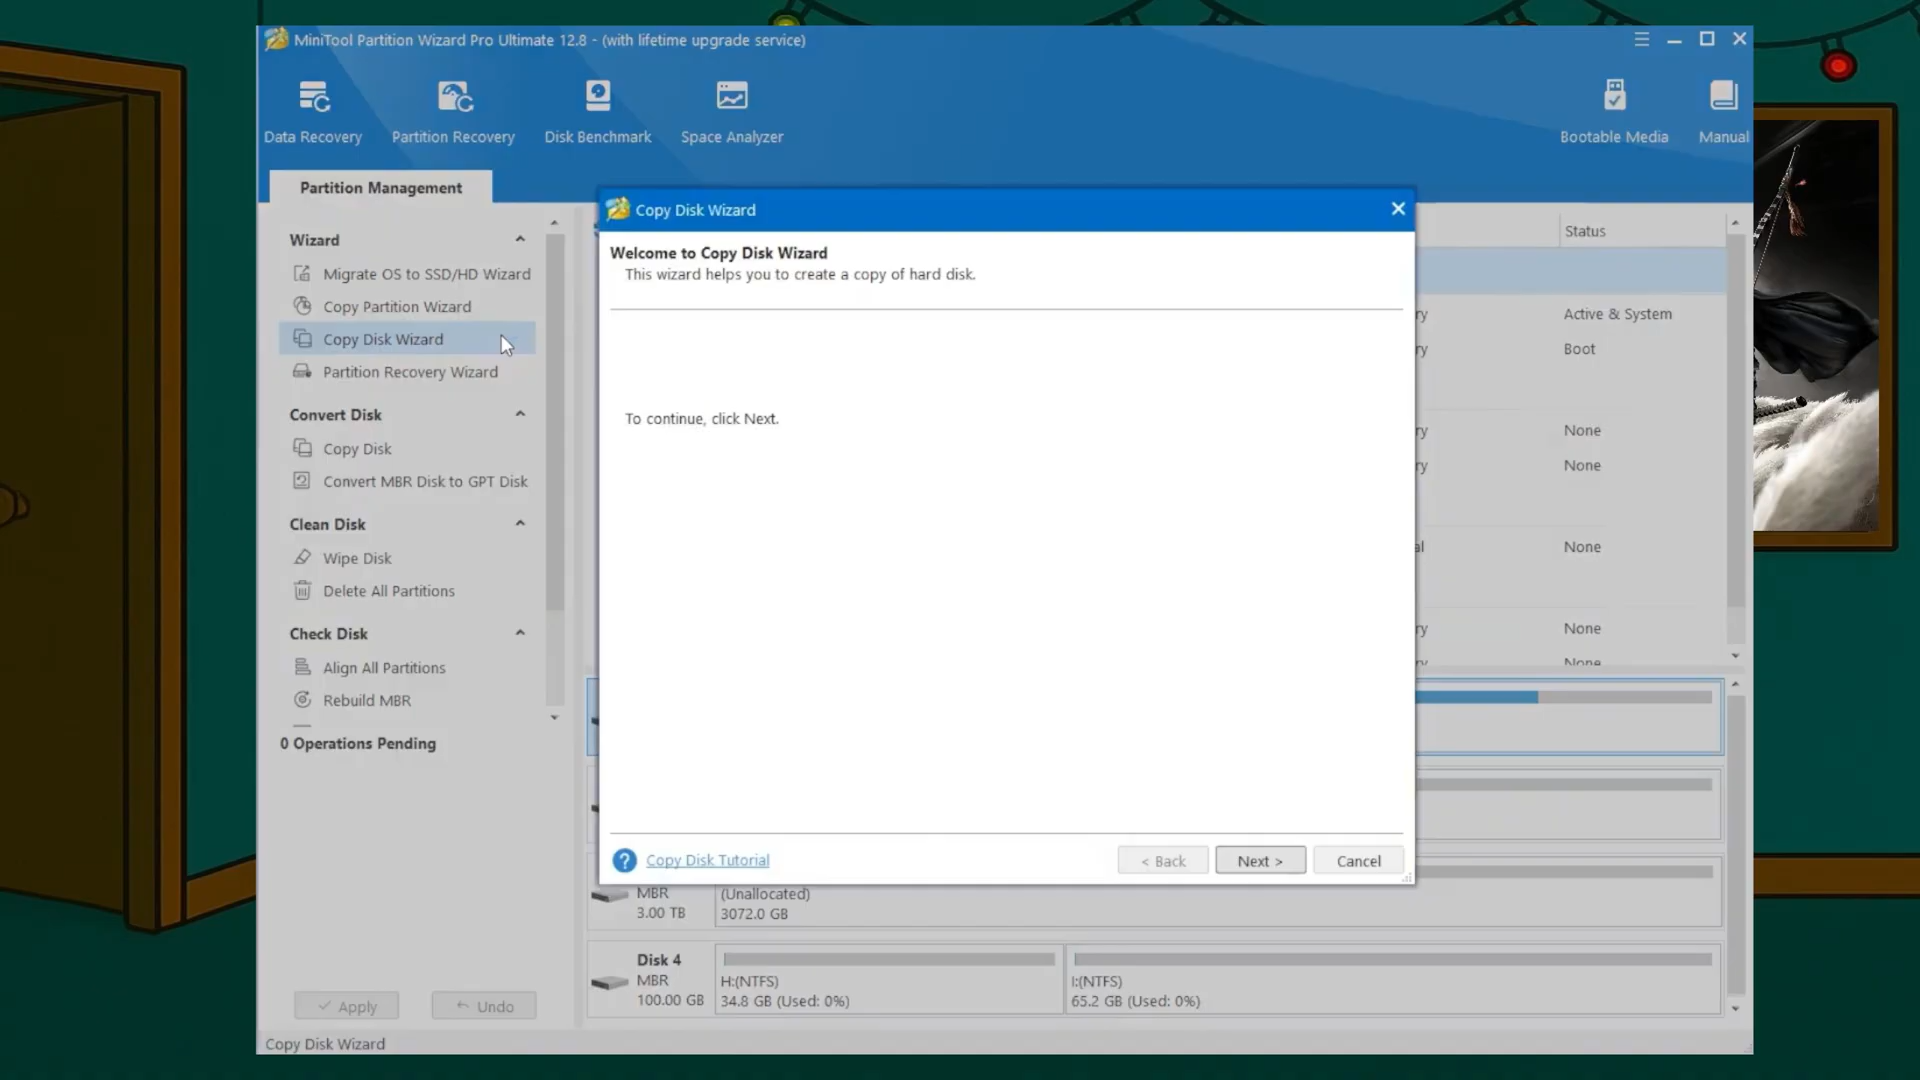 MiniTool Partition Wizard Pro Ultimate 12.8 - (with lifetime upgrade service)
Data Recovery
Partition Recovery
Disk Benchmark
Space Analyzer
Bootable Media
Manual
Partition Management
Wizard
Migrate OS to SSD/HD Wizard
Copy Partition Wizard
Copy Disk Wizard
Partition Recovery Wizard
Convert Disk
Copy Disk
Convert MBR Disk to GPT Disk
Clean Disk
Wipe Disk
Delete All Partitions
Check Disk
Align All Partitions
Rebuild MBR
0 Operations Pending
Apply
Undo
Copy Disk Wizard
Copy Disk Wizard
Welcome to Copy Disk Wizard
This wizard helps you to create a copy of hard disk.
To continue, click Next.
Copy Disk Tutorial
< Back
Next >
Cancel
Status
Active & System
Boot
None
None
None
None
None
MBR
3.00 TB
(Unallocated)
3072.0 GB
Disk 4
MBR
100.00 GB
H:(NTFS)
34.8 GB (Used: 0%)
I:(NTFS)
65.2 GB (Used: 0%)